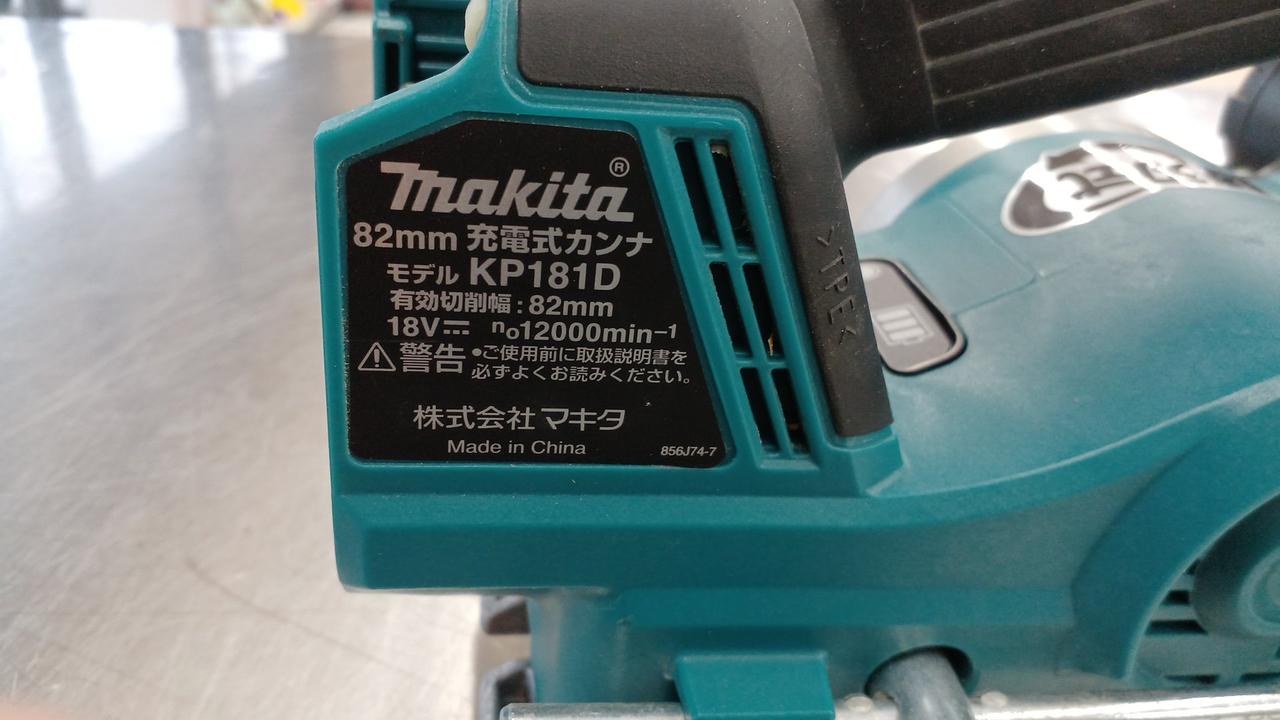 makita®
82mm 充電式カンナ
モデル KP181D
有効切削幅：82mm
18V⎓ n₀12000min⁻¹
⚠警告 •ご使用前に取扱説明書を
必ずよくお読みください。
株式会社 マキタ
Made in China
856J74-7
>TPE<